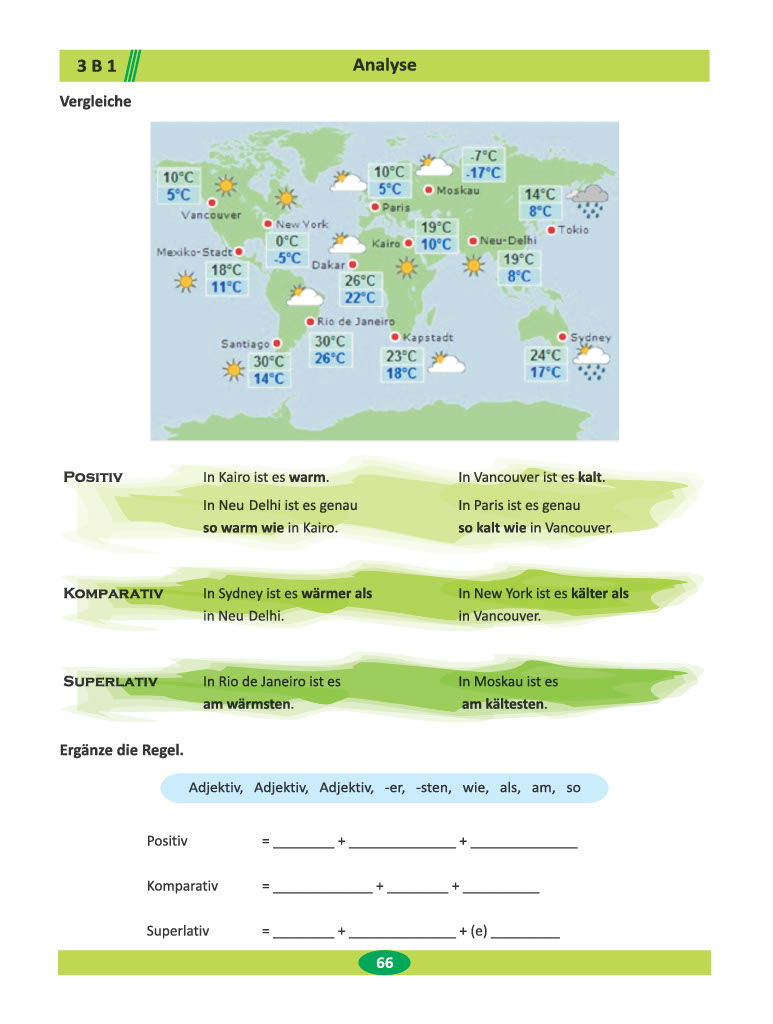 3 B 1
Analyse
Vergleiche
10°C
5°C
Vancouver
New York
0°C
-5°C
Mexiko-Stadt
18°C
11°C
10°C
5°C
Paris
-7°C
-17°C
Moskau
14°C
8°C
Tokio
Kairo
19°C
10°C
Neu-Delhi
19°C
8°C
Dakar
26°C
22°C
Rio de Janeiro
30°C
26°C
Santiago
30°C
14°C
Kapstadt
23°C
18°C
Sydney
24°C
17°C
POSITIV
In Kairo ist es warm.
In Vancouver ist es kalt.
In Neu Delhi ist es genau
so warm wie in Kairo.
In Paris ist es genau
so kalt wie in Vancouver.
KOMPARATIV
In Sydney ist es wärmer als
in Neu Delhi.
In New York ist es kälter als
in Vancouver.
SUPERLATIV
In Rio de Janeiro ist es
am wärmsten.
In Moskau ist es
am kältesten.
Ergänze die Regel.
Adjektiv, Adjektiv, Adjektiv, -er, -sten, wie, als, am, so
Positiv = ________ + ______________ + ______________
Komparativ = _____________ + ________ + __________
Superlativ = ________ + ______________ + (e) _________
66